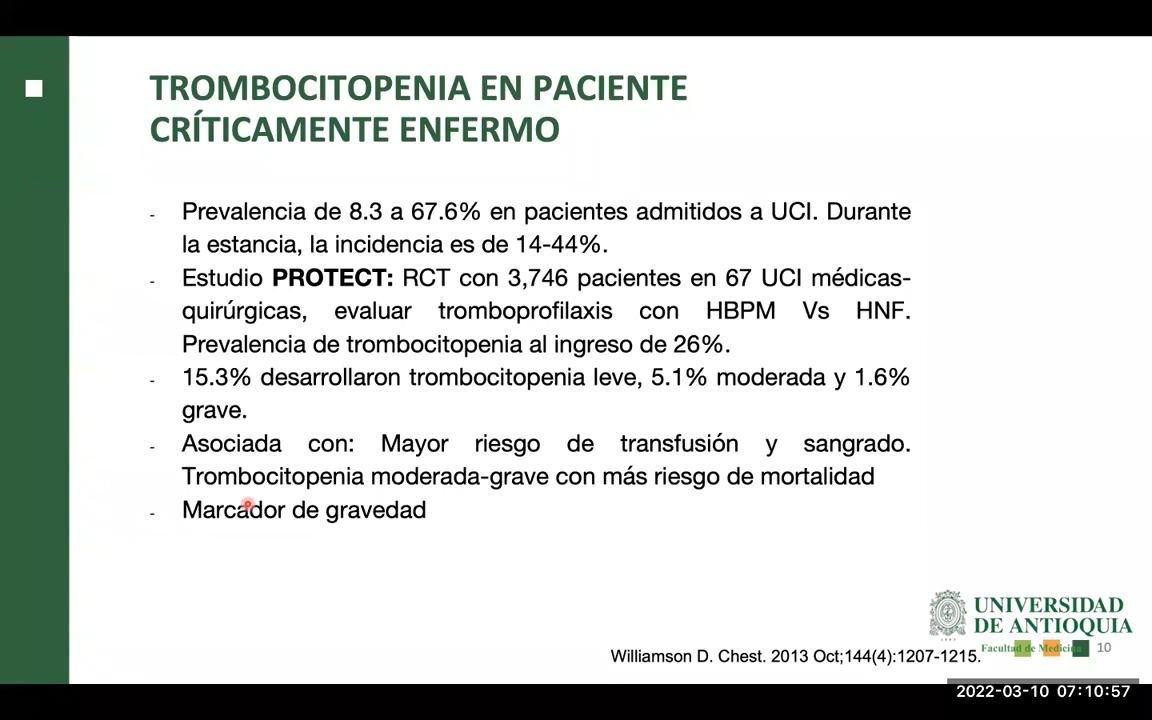 TROMBOCITOPENIA EN PACIENTE
CRÍTICAMENTE ENFERMO
- Prevalencia de 8.3 a 67.6% en pacientes admitidos a UCI. Durante
la estancia, la incidencia es de 14-44%.
- Estudio PROTECT: RCT con 3,746 pacientes en 67 UCI médicas-
quirúrgicas, evaluar tromboprofilaxis con HBPM Vs HNF.
Prevalencia de trombocitopenia al ingreso de 26%.
- 15.3% desarrollaron trombocitopenia leve, 5.1% moderada y 1.6%
grave.
- Asociada con: Mayor riesgo de transfusión y sangrado.
Trombocitopenia moderada-grave con más riesgo de mortalidad
- Marcador de gravedad
UNIVERSIDAD
DE ANTIOQUIA
Facultad de Medicina
10
Williamson D. Chest. 2013 Oct;144(4):1207-1215.
2022-03-10 07:10:57